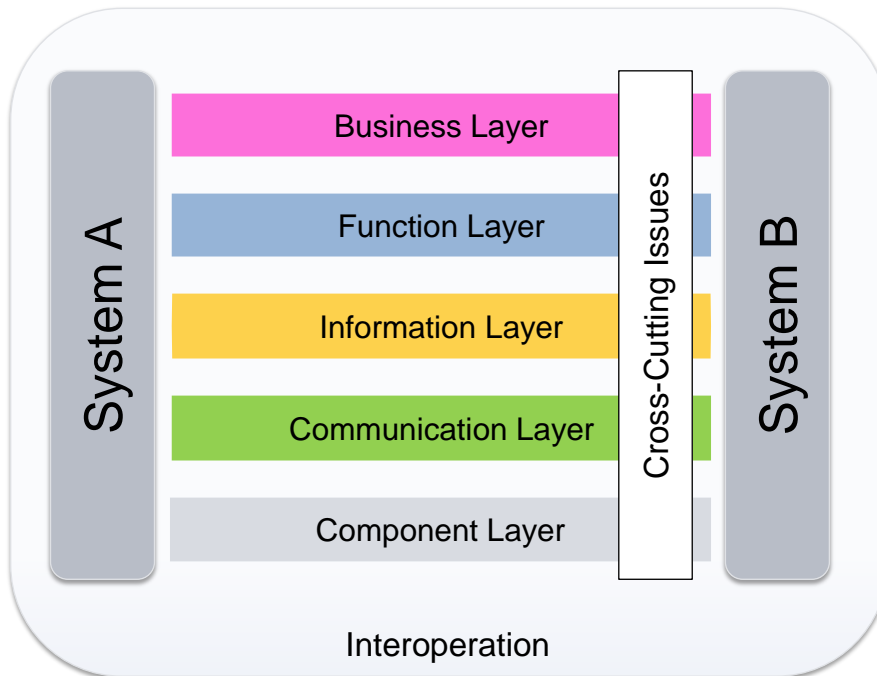 System A
Business Layer
Function Layer
Information Layer
Communication Layer
Component Layer
Cross-Cutting Issues
System B
Interoperation